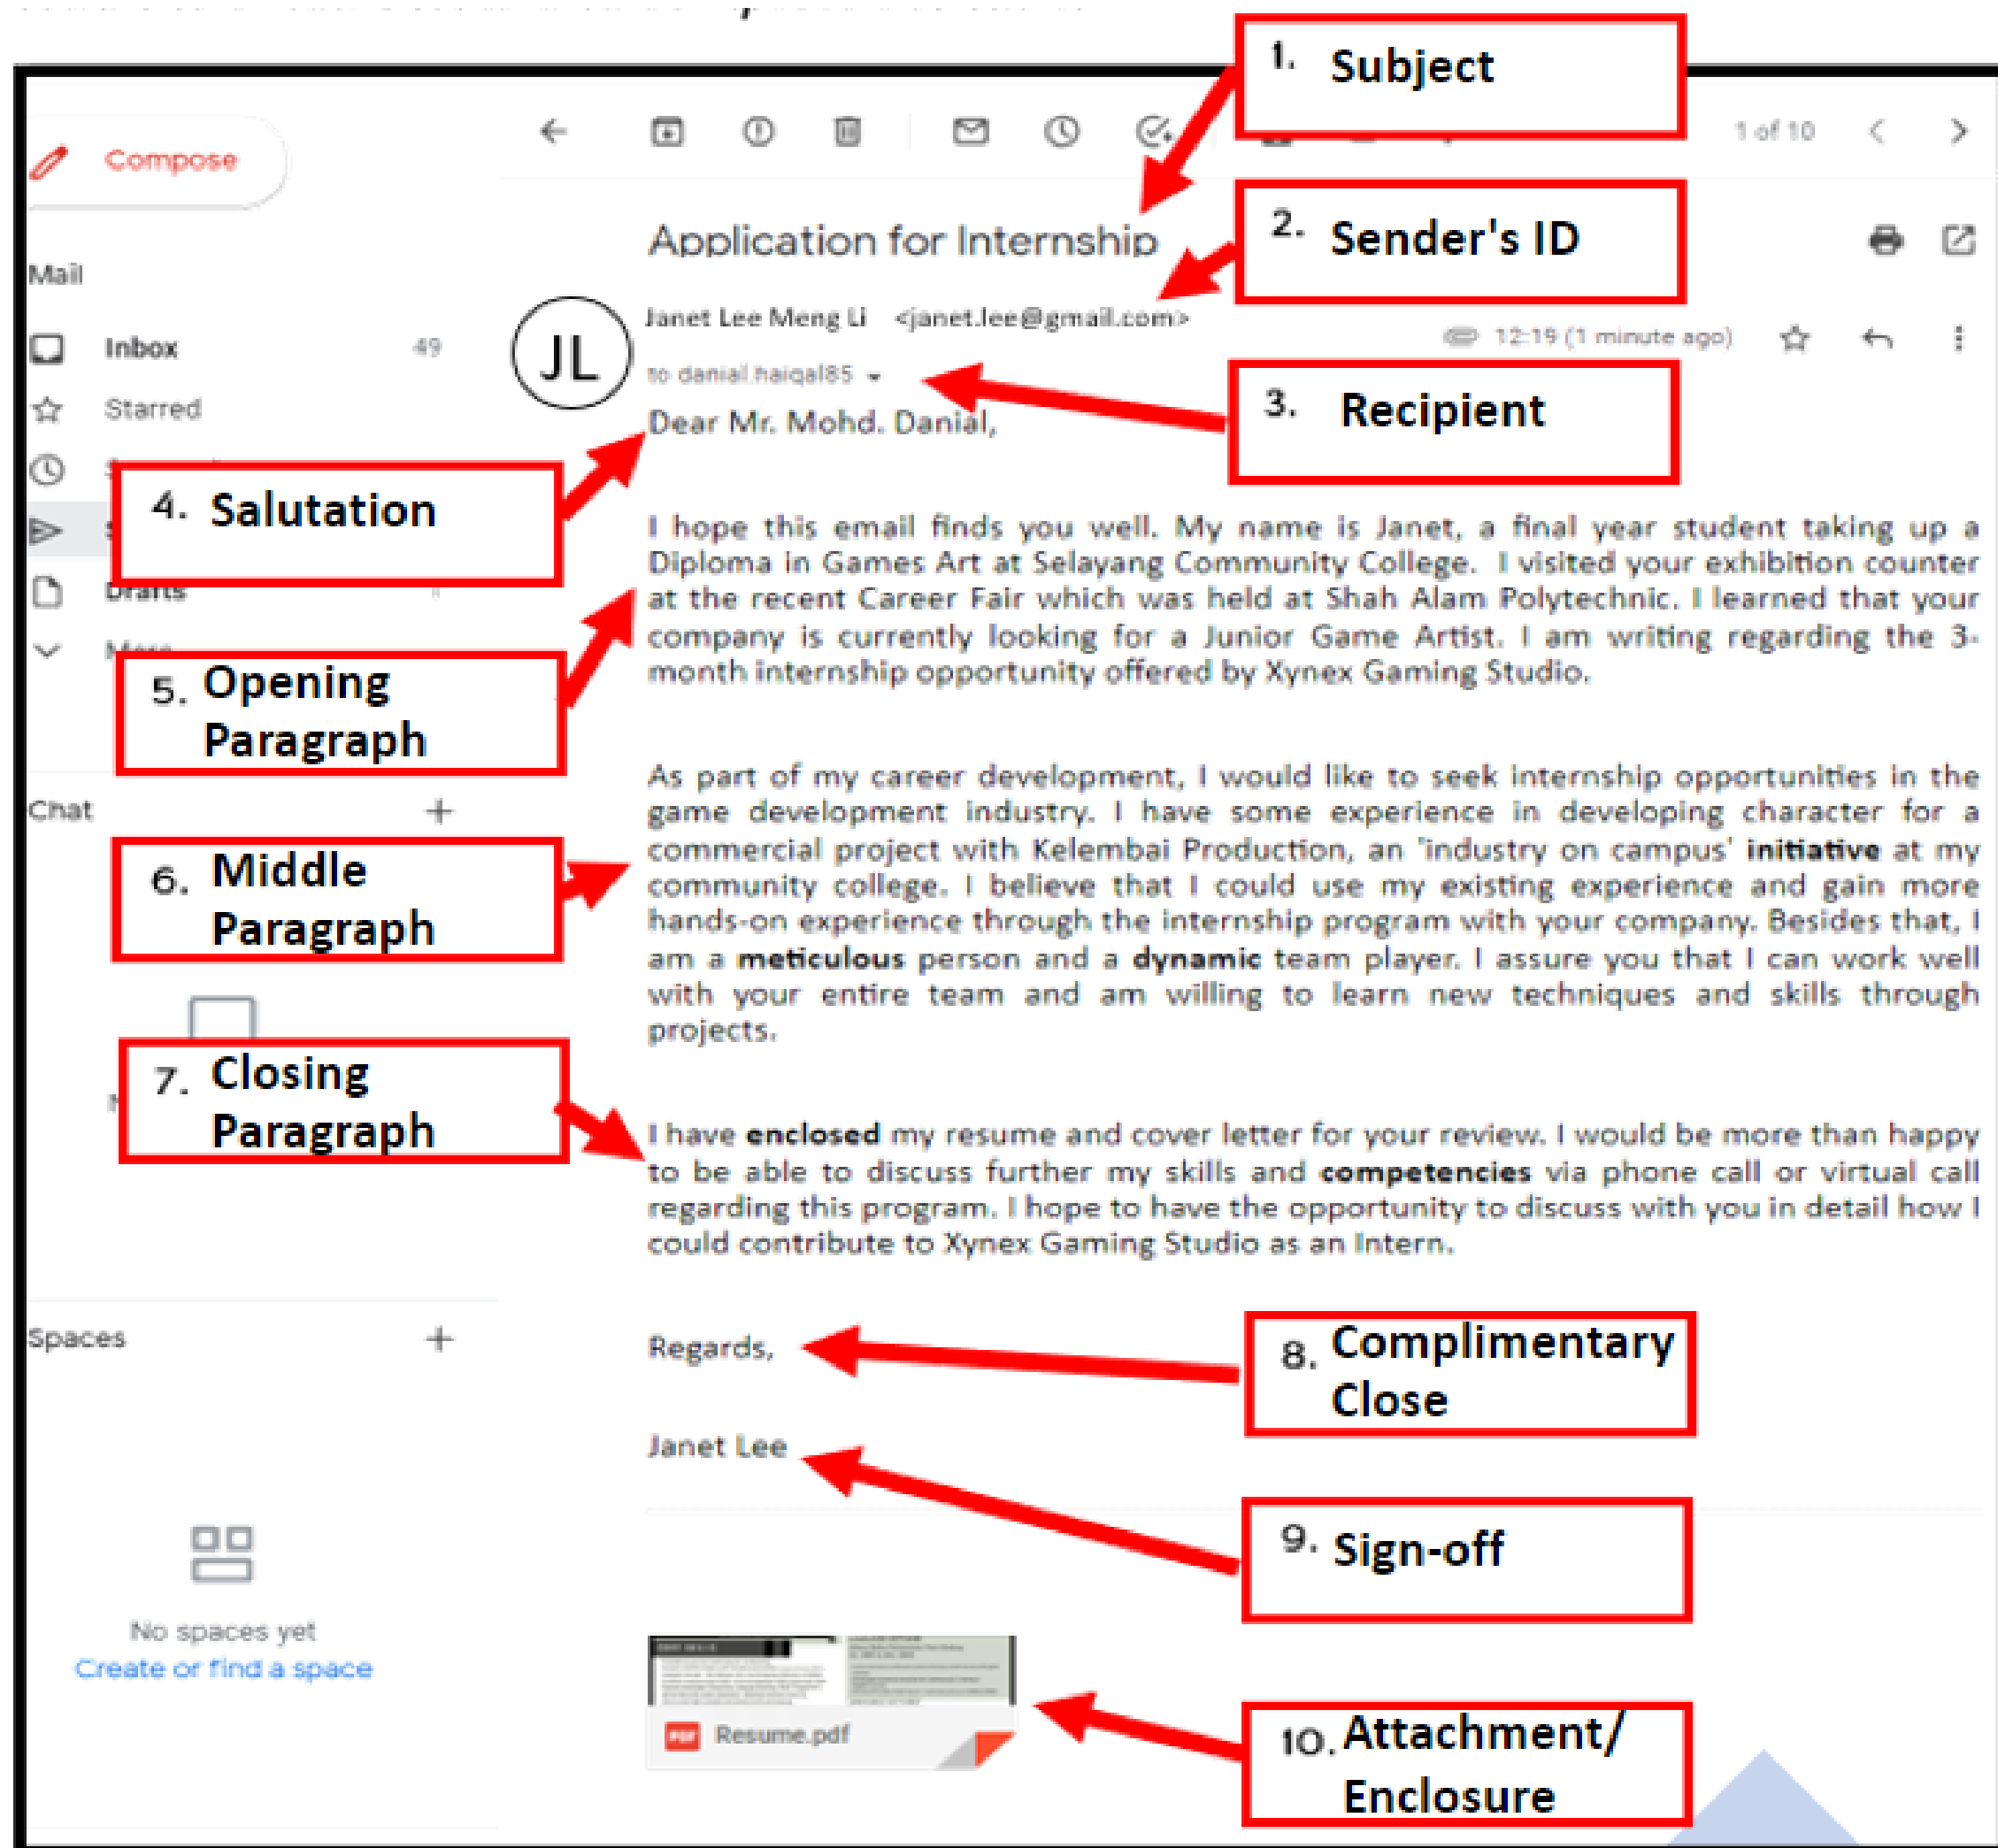 1. Subject
Compose
1 of 10
2. Sender's ID
Application for Internship
Mail
Janet Lee Meng Li <janet.lee@gmail.com>
12:19 (1 minute ago)
JL
Inbox 49
to danial.haiqal85
3. Recipient
Starred
Dear Mr. Mohd. Danial,
4. Salutation
Drafts
I hope this email finds you well. My name is Janet, a final year student taking up a
Diploma in Games Art at Selayang Community College. I visited your exhibition counter
at the recent Career Fair which was held at Shah Alam Polytechnic. I learned that your
company is currently looking for a Junior Game Artist. I am writing regarding the 3-
month internship opportunity offered by Xynex Gaming Studio.
More
5. Opening
Paragraph
Chat
As part of my career development, I would like to seek internship opportunities in the
game development industry. I have some experience in developing character for a
commercial project with Kelembai Production, an 'industry on campus' initiative at my
community college. I believe that I could use my existing experience and gain more
hands-on experience through the internship program with your company. Besides that, I
am a meticulous person and a dynamic team player. I assure you that I can work well
with your entire team and am willing to learn new techniques and skills through
projects.
6. Middle
Paragraph
7. Closing
Paragraph
I have enclosed my resume and cover letter for your review. I would be more than happy
to be able to discuss further my skills and competencies via phone call or virtual call
regarding this program. I hope to have the opportunity to discuss with you in detail how I
could contribute to Xynex Gaming Studio as an Intern.
Spaces
Regards,
8. Complimentary
Close
Janet Lee
9. Sign-off
No spaces yet
Create or find a space
PDF Resume.pdf
10. Attachment/
Enclosure